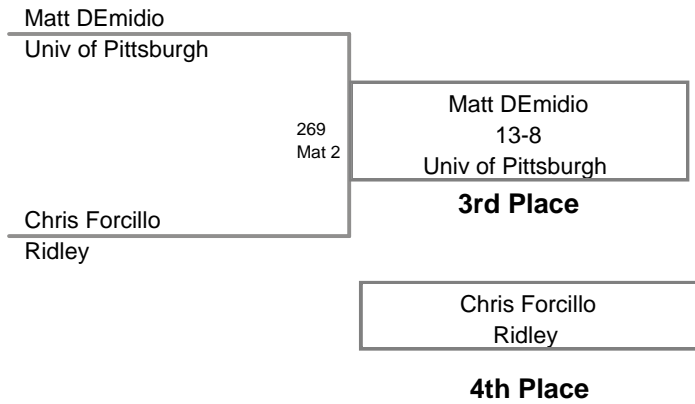 Matt DEmidio
Univ of Pittsburgh
269
Mat 2
Matt DEmidio
13-8
Univ of Pittsburgh
3rd Place
Chris Forcillo
Ridley
Chris Forcillo
Ridley
4th Place